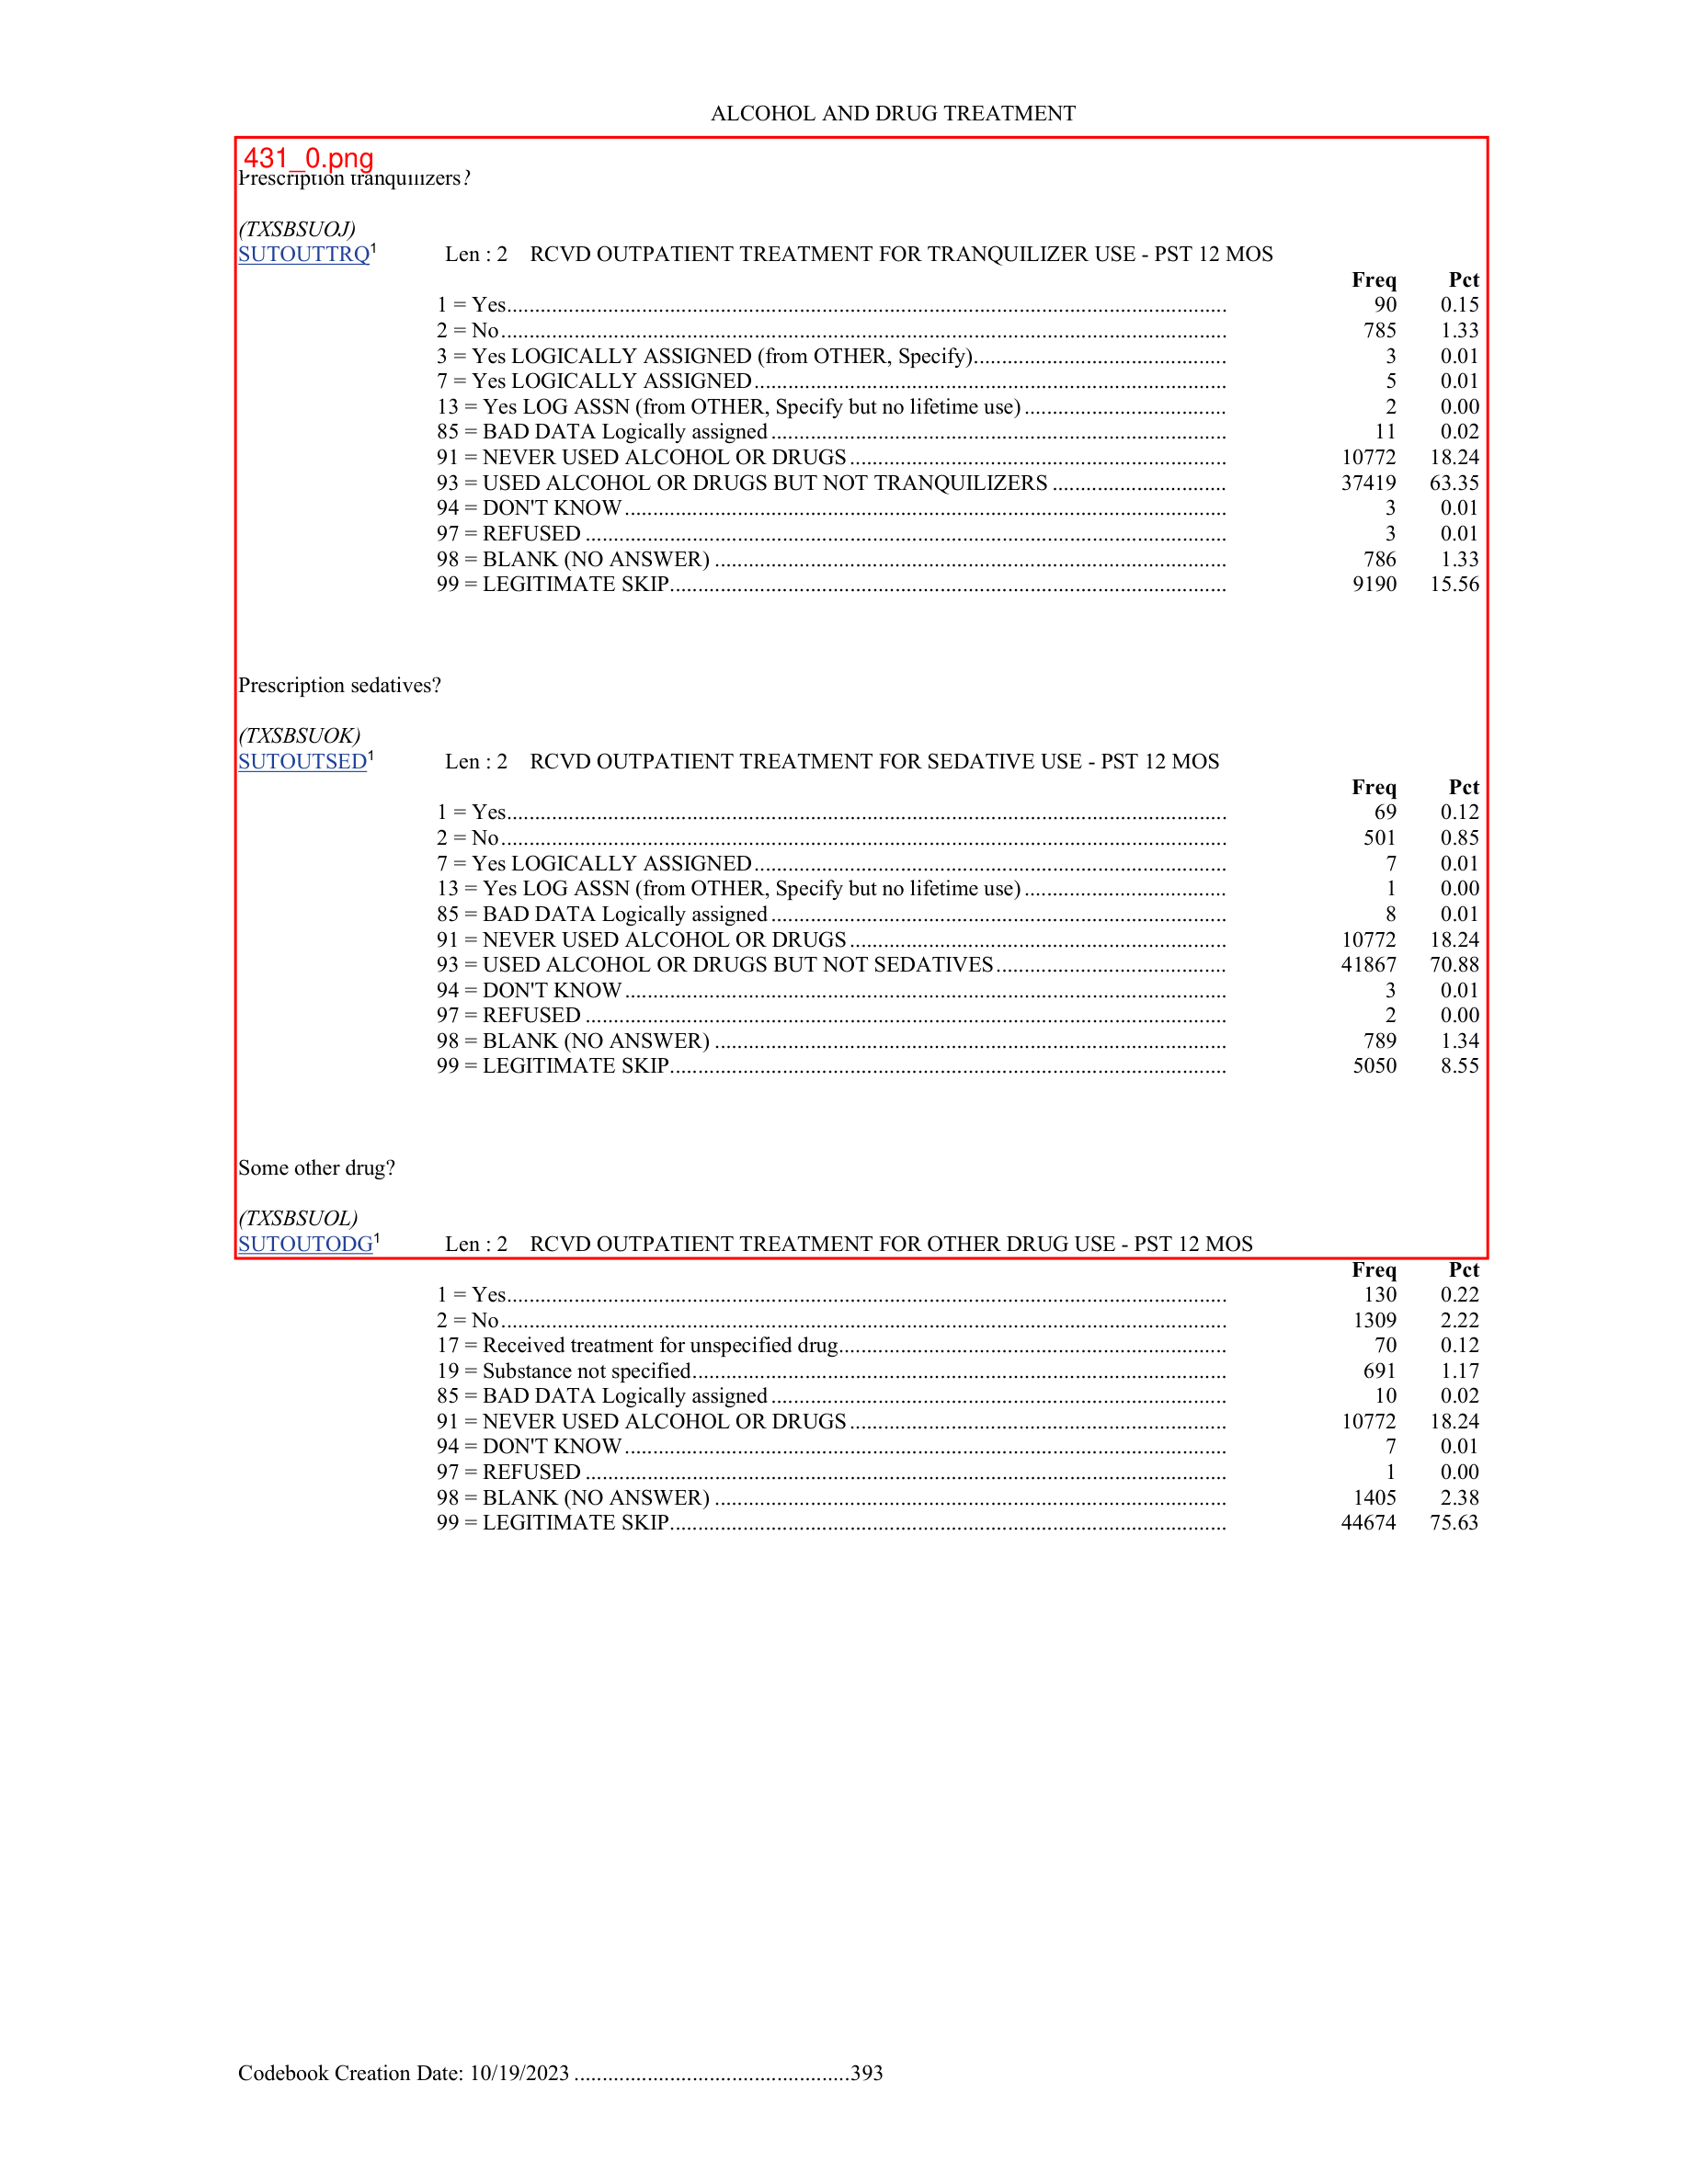 ALCOHOL AND DRUG TREATMENT
431_0.png
Prescription tranquilizers?
(TXSBSUOJ)
SUTOUTTRQ1 Len : 2 RCVD OUTPATIENT TREATMENT FOR TRANQUILIZER USE - PST 12 MOS
Freq Pct
1 = Yes 90 0.15
2 = No 785 1.33
3 = Yes LOGICALLY ASSIGNED (from OTHER, Specify) 3 0.01
7 = Yes LOGICALLY ASSIGNED 5 0.01
13 = Yes LOG ASSN (from OTHER, Specify but no lifetime use) 2 0.00
85 = BAD DATA Logically assigned 11 0.02
91 = NEVER USED ALCOHOL OR DRUGS 10772 18.24
93 = USED ALCOHOL OR DRUGS BUT NOT TRANQUILIZERS 37419 63.35
94 = DON'T KNOW 3 0.01
97 = REFUSED 3 0.01
98 = BLANK (NO ANSWER) 786 1.33
99 = LEGITIMATE SKIP 9190 15.56
Prescription sedatives?
(TXSBSUOK)
SUTOUTSED1 Len : 2 RCVD OUTPATIENT TREATMENT FOR SEDATIVE USE - PST 12 MOS
Freq Pct
1 = Yes 69 0.12
2 = No 501 0.85
7 = Yes LOGICALLY ASSIGNED 7 0.01
13 = Yes LOG ASSN (from OTHER, Specify but no lifetime use) 1 0.00
85 = BAD DATA Logically assigned 8 0.01
91 = NEVER USED ALCOHOL OR DRUGS 10772 18.24
93 = USED ALCOHOL OR DRUGS BUT NOT SEDATIVES 41867 70.88
94 = DON'T KNOW 3 0.01
97 = REFUSED 2 0.00
98 = BLANK (NO ANSWER) 789 1.34
99 = LEGITIMATE SKIP 5050 8.55
Some other drug?
(TXSBSUOL)
SUTOUTODG1 Len : 2 RCVD OUTPATIENT TREATMENT FOR OTHER DRUG USE - PST 12 MOS
Freq Pct
1 = Yes 130 0.22
2 = No 1309 2.22
17 = Received treatment for unspecified drug 70 0.12
19 = Substance not specified 691 1.17
85 = BAD DATA Logically assigned 10 0.02
91 = NEVER USED ALCOHOL OR DRUGS 10772 18.24
94 = DON'T KNOW 7 0.01
97 = REFUSED 1 0.00
98 = BLANK (NO ANSWER) 1405 2.38
99 = LEGITIMATE SKIP 44674 75.63
Codebook Creation Date: 10/19/2023 393